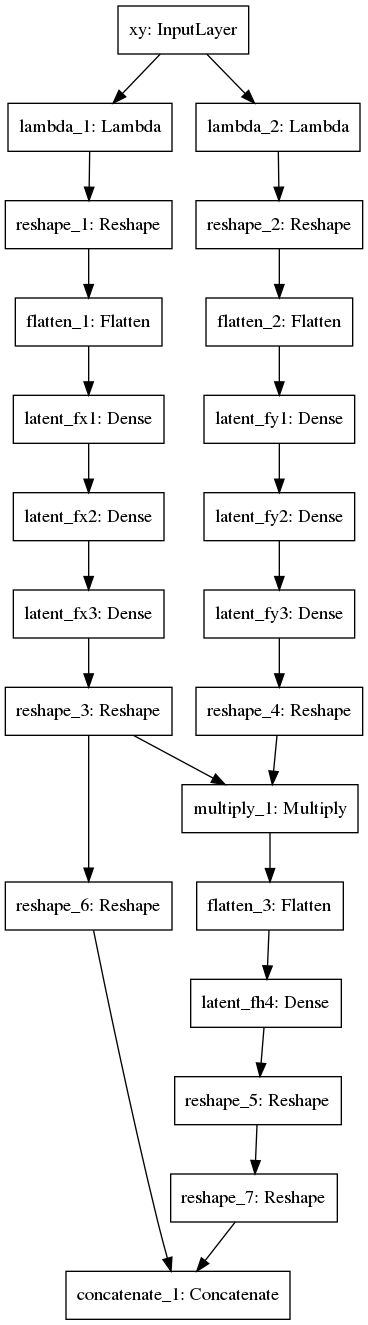 xy: InputLayer
lambda_1: Lambda
lambda_2: Lambda
reshape_1: Reshape
reshape_2: Reshape
flatten_1: Flatten
flatten_2: Flatten
latent_fx1: Dense
latent_fy1: Dense
latent_fx2: Dense
latent_fy2: Dense
latent_fx3: Dense
latent_fy3: Dense
reshape_3: Reshape
reshape_4: Reshape
multiply_1: Multiply
reshape_6: Reshape
flatten_3: Flatten
latent_fh4: Dense
reshape_5: Reshape
reshape_7: Reshape
concatenate_1: Concatenate